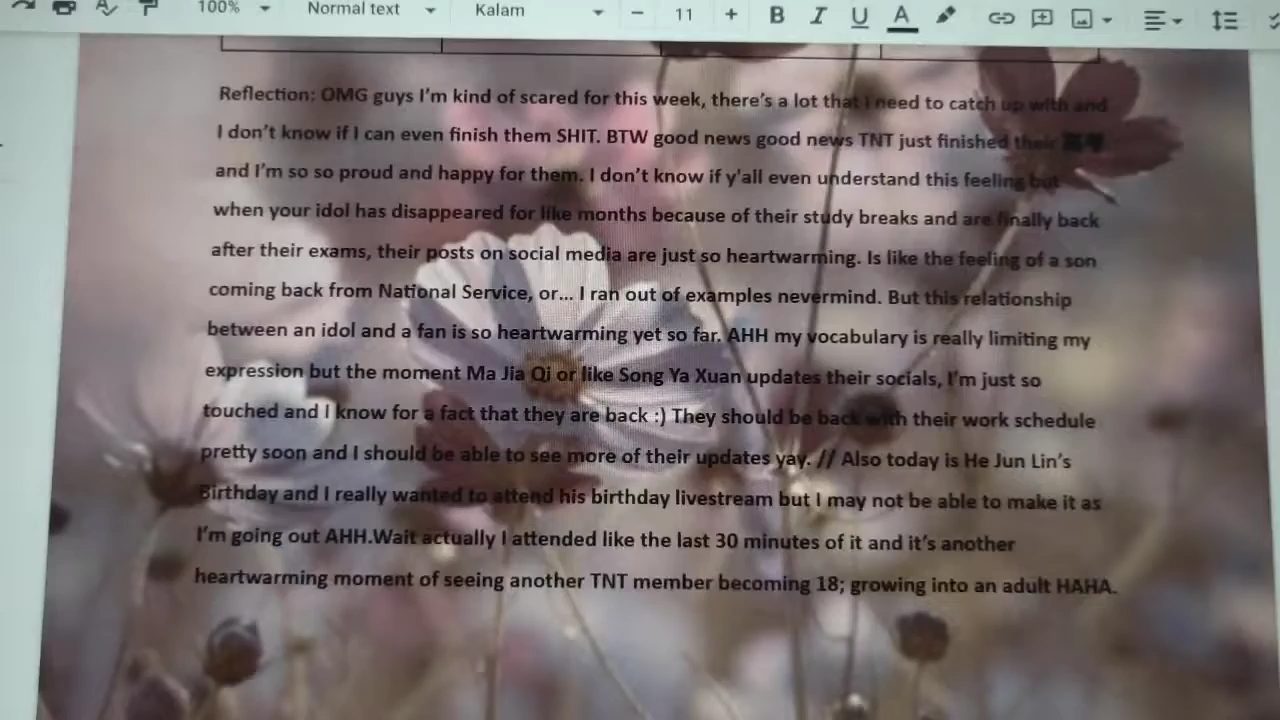 100% Normal text Kalam − 11 + B I U A
Reflection: OMG guys I'm kind of scared for this week, there's a lot that I need to catch up with and
I don't know if I can even finish them SHIT. BTW good news good news TNT just finished their 高考
and I'm so so proud and happy for them. I don't know if y'all even understand this feeling but
when your idol has disappeared for like months because of their study breaks and are finally back
after their exams, their posts on social media are just so heartwarming. Is like the feeling of a son
coming back from National Service, or... I ran out of examples nevermind. But this relationship
between an idol and a fan is so heartwarming yet so far. AHH my vocabulary is really limiting my
expression but the moment Ma Jia Qi or like Song Ya Xuan updates their socials, I'm just so
touched and I know for a fact that they are back :) They should be back with their work schedule
pretty soon and I should be able to see more of their updates yay. // Also today is He Jun Lin's
Birthday and I really wanted to attend his birthday livestream but I may not be able to make it as
I'm going out AHH.Wait actually I attended like the last 30 minutes of it and it's another
heartwarming moment of seeing another TNT member becoming 18; growing into an adult HAHA.